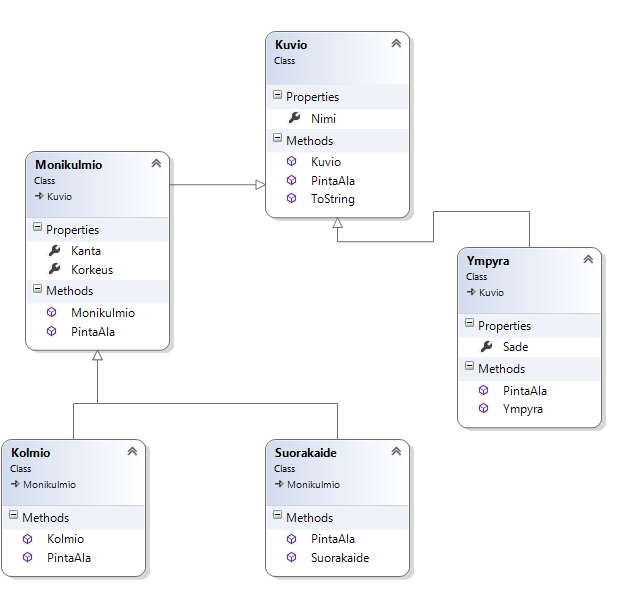 Kuvio
Class
Properties
Nimi
Methods
Kuvio
PintaAla
ToString
Monikulmio
Class
Kuvio
Properties
Kanta
Korkeus
Methods
Monikulmio
PintaAla
Ympyra
Class
Kuvio
Properties
Sade
Methods
PintaAla
Ympyra
Kolmio
Class
Monikulmio
Methods
Kolmio
PintaAla
Suorakaide
Class
Monikulmio
Methods
PintaAla
Suorakaide